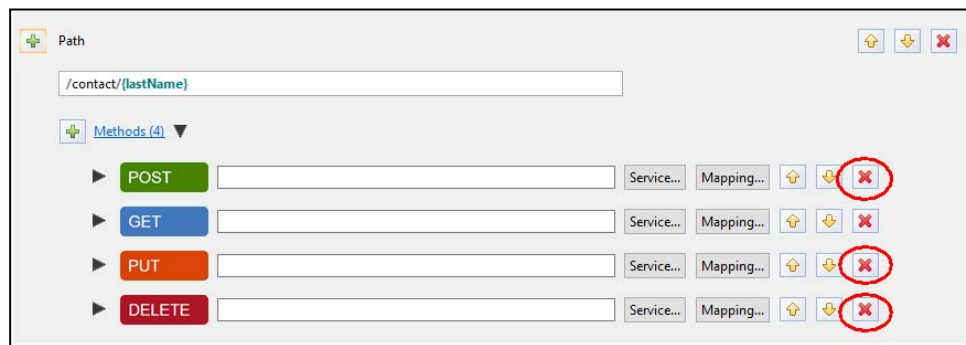 Path
/contact/{lastName}
Methods (4)
POST Service... Mapping...
GET Service... Mapping...
PUT Service... Mapping...
DELETE Service... Mapping...